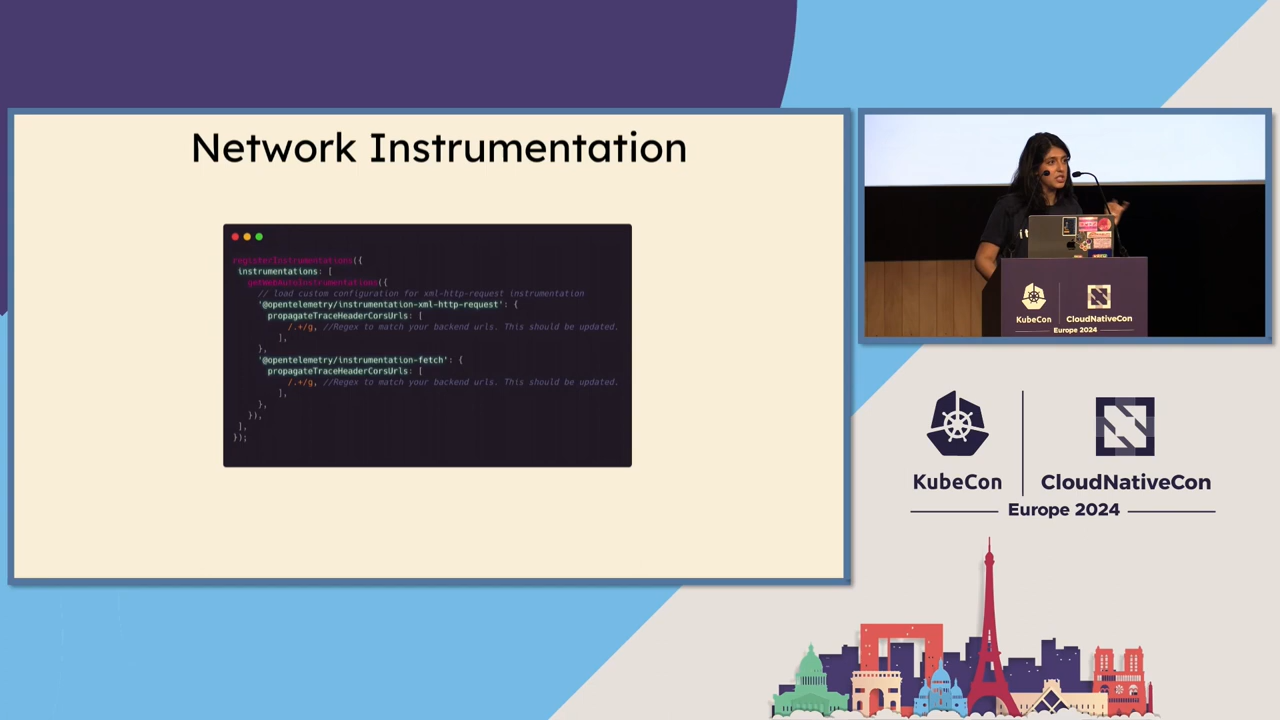 Network Instrumentation
registerInstrumentations({
instrumentations: [
getWebAutoInstrumentations({
// load custom configuration for xml-http-request instrumentation
'@opentelemetry/instrumentation-xml-http-request': {
propagateTraceHeaderCorsUrls: [
/.+/g, //Regex to match your backend urls. This should be updated.
],
},
'@opentelemetry/instrumentation-fetch': {
propagateTraceHeaderCorsUrls: [
/.+/g, //Regex to match your backend urls. This should be updated.
],
},
}),
],
});
KubeCon
CloudNativeCon
Europe 2024
KubeCon
CloudNativeCon
Europe 2024